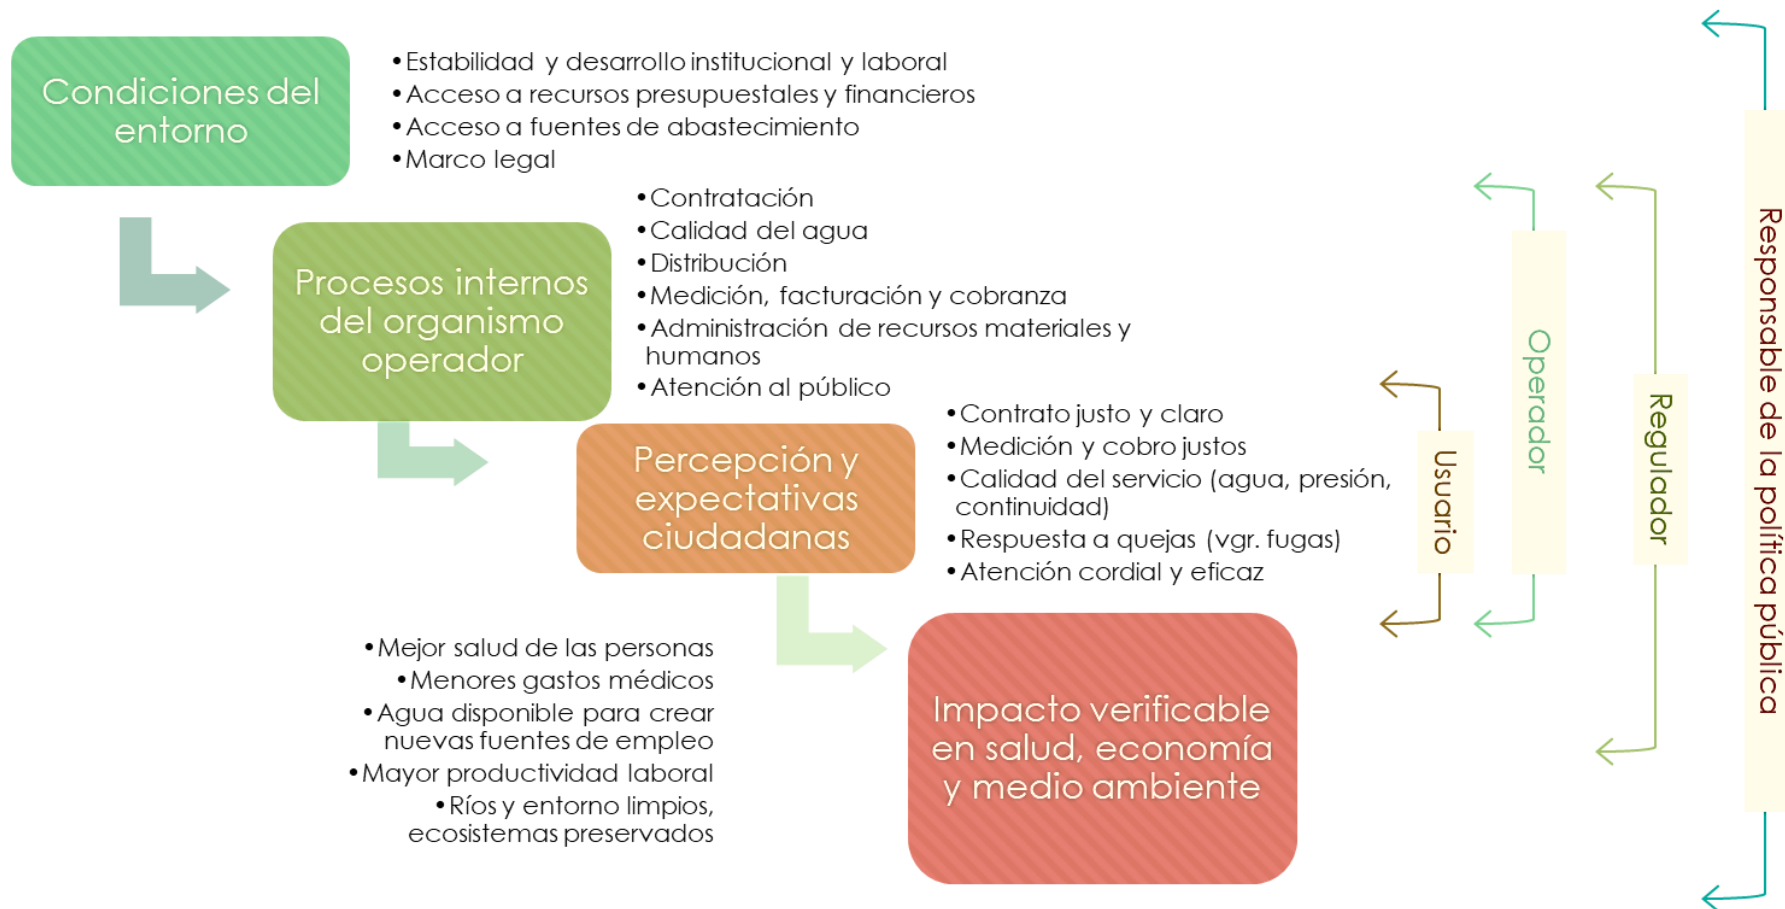 Condiciones del
entorno
•Estabilidad y desarrollo institucional y laboral
•Acceso a recursos presupuestales y financieros
•Acceso a fuentes de abastecimiento
•Marco legal
Procesos internos
del organismo
operador
•Contratación
•Calidad del agua
•Distribución
•Medición, facturación y cobranza
•Administración de recursos materiales y
humanos
•Atención al público
Percepción y
expectativas
ciudadanas
•Contrato justo y claro
•Medición y cobro justos
•Calidad del servicio (agua, presión,
continuidad)
•Respuesta a quejas (vgr. fugas)
•Atención cordial y eficaz
•Mejor salud de las personas
•Menores gastos médicos
•Agua disponible para crear
nuevas fuentes de empleo
•Mayor productividad laboral
•Ríos y entorno limpios,
ecosistemas preservados
Impacto verificable
en salud, economía
y medio ambiente
Usuario
Operador
Regulador
Responsable de la política pública